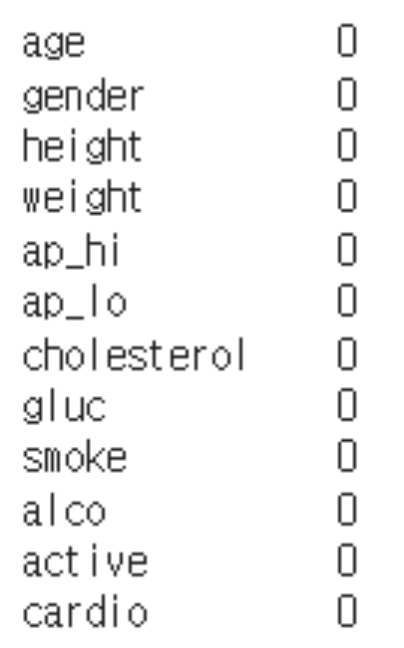 age 0
gender 0
height 0
weight 0
ap_hi 0
ap_lo 0
cholesterol 0
gluc 0
smoke 0
alco 0
active 0
cardio 0